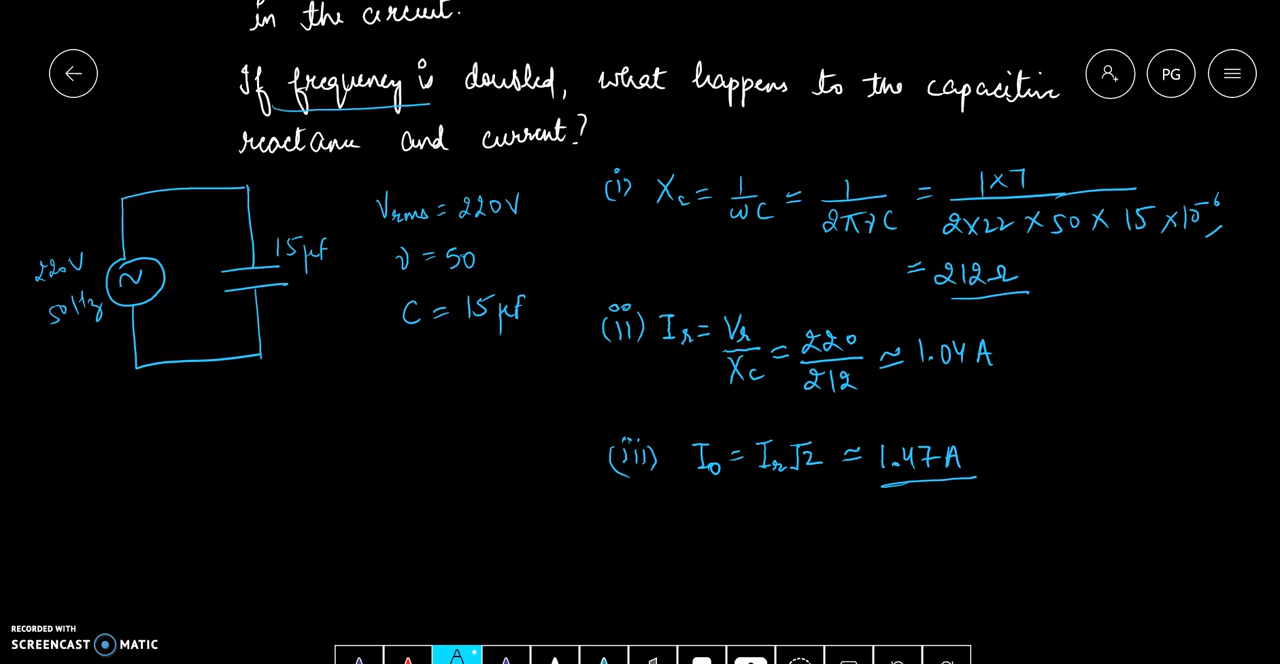 in the circuit.
If frequency is doubled, what happens to the capacitive
reactance and current?
PG
220V
50Hz
15μf
Vrms = 220V
ν = 50
C = 15μf
(i) Xc = 1/ωC = 1/2πνC = 1×7/2×22×50×15×10⁻⁶,
= 212Ω
(ii) Ir = Vr/Xc = 220/212 ≃ 1.04A
(iii) I₀ = Ir√2 ≃ 1.47A
RECORDED WITH
SCREENCAST MATIC